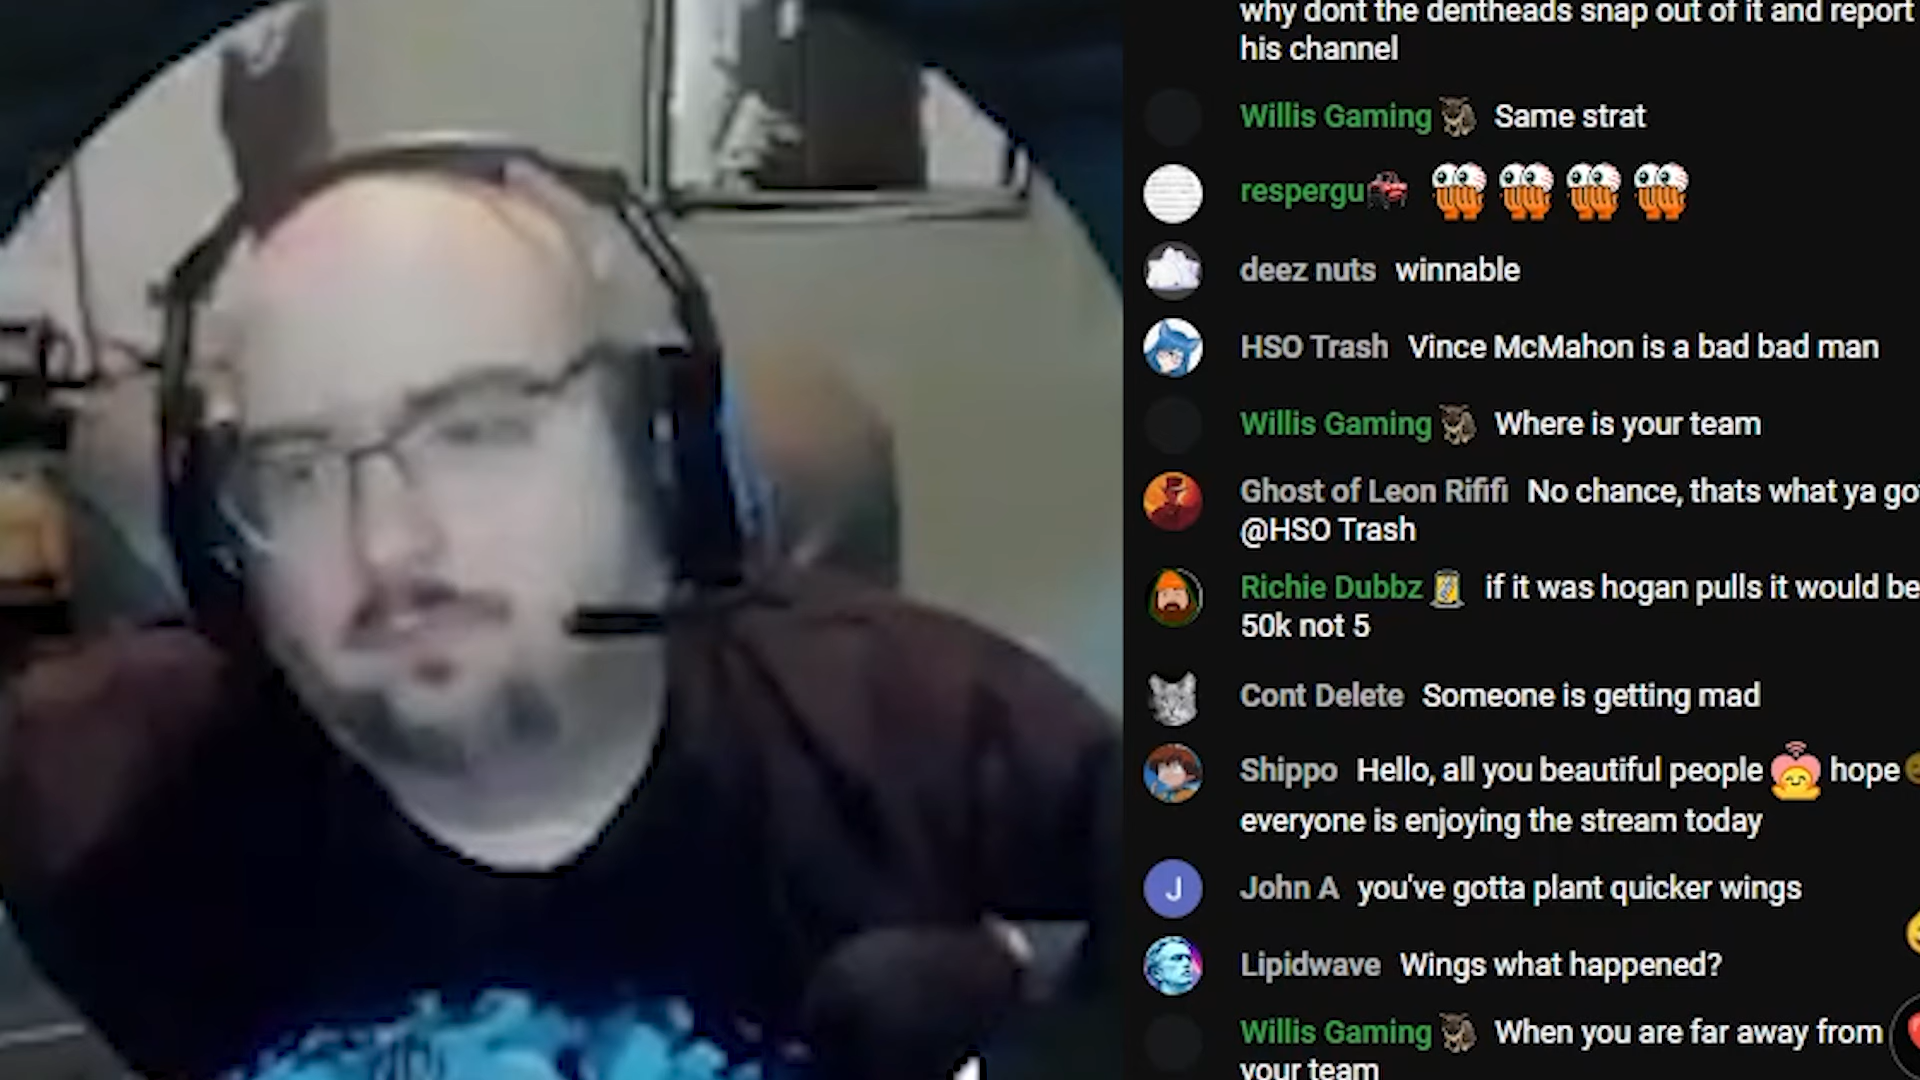 why dont the dentheads snap out of it and report
his channel
Willis Gaming Same strat
respergu
deez nuts winnable
HSO Trash Vince McMahon is a bad bad man
Willis Gaming Where is your team
Ghost of Leon Rififi No chance, thats what ya
@HSO Trash
Richie Dubbz if it was hogan pulls it would be
50k not 5
Cont Delete Someone is getting mad
Shippo Hello, all you beautiful people hope
everyone is enjoying the stream today
J John A you've gotta plant quicker wings
Lipidwave Wings what happened?
Willis Gaming When you are far away from
your team